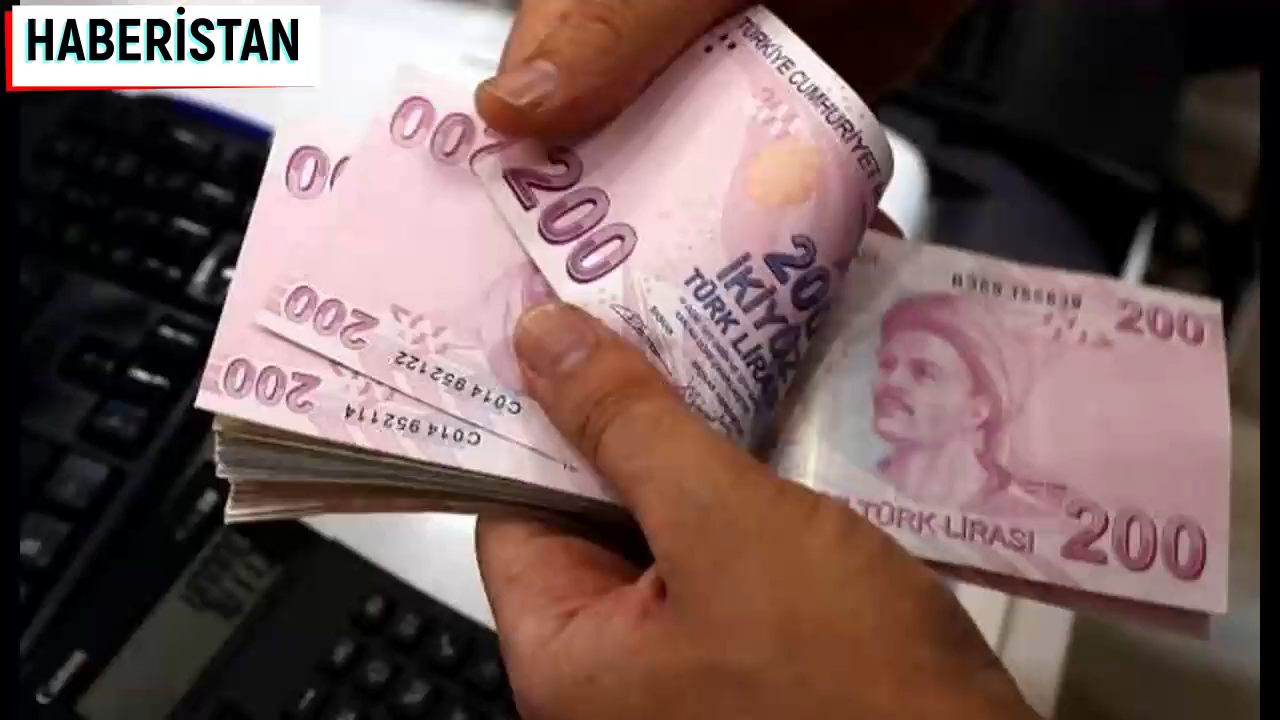 HABERİSTAN
TÜRKİYE CUMHURİYET
200
200
200
İKİYÜZ
TÜRK LİRASI
200
200
C014 952122
C014 952114
200
TÜRK LİRASI
200